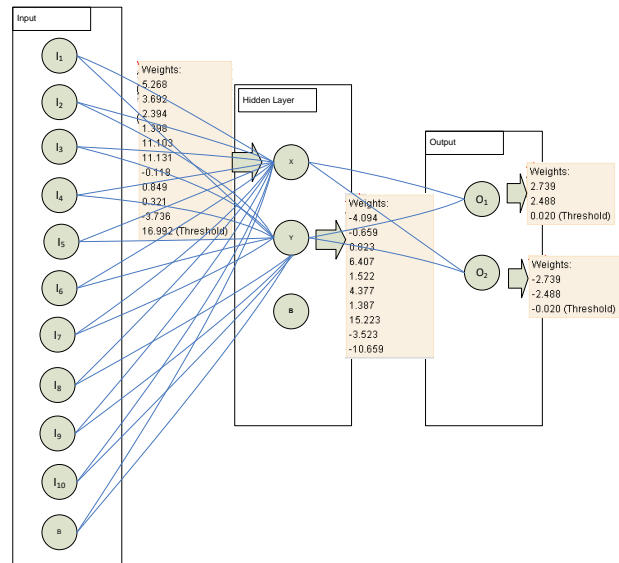 Input
I1
I2
I3
I4
I5
I6
I7
I8
I9
I10
B
Weights:
5.268
3.692
2.394
1.398
11.103
11.131
-0.118
0.849
0.321
-3.736
16.992 (Threshold)
Hidden Layer
X
Y
B
Weights:
-4.094
-0.659
0.823
6.407
1.522
4.377
1.387
15.223
-3.523
-10.659
Output
O1
O2
Weights:
2.739
2.488
0.020 (Threshold)
Weights:
-2.739
-2.488
-0.020 (Threshold)